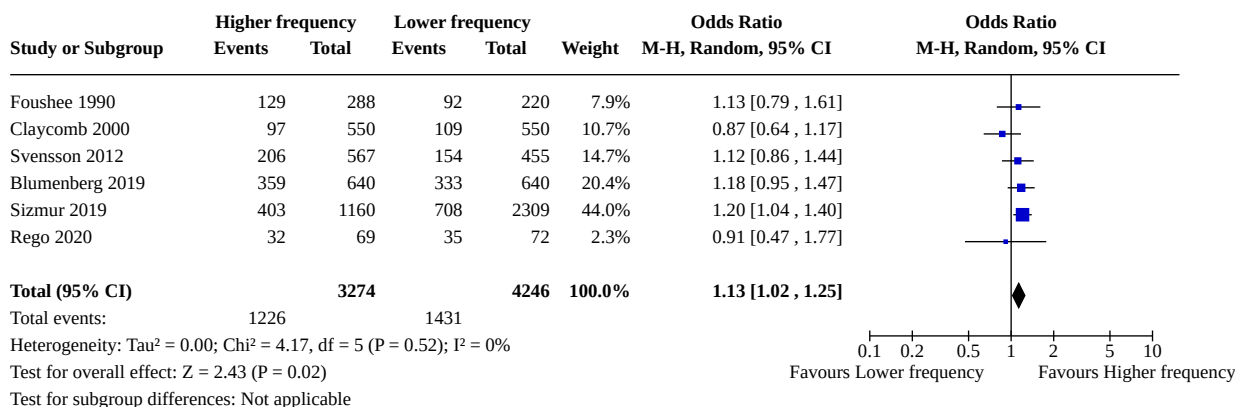 Higher frequency Lower frequency Odds Ratio Odds Ratio
Study or Subgroup Events Total Events Total Weight M-H, Random, 95% CI M-H, Random, 95% CI
Foushee 1990 129 288 92 220 7.9% 1.13 [0.79 , 1.61]
Claycomb 2000 97 550 109 550 10.7% 0.87 [0.64 , 1.17]
Svensson 2012 206 567 154 455 14.7% 1.12 [0.86 , 1.44]
Blumenberg 2019 359 640 333 640 20.4% 1.18 [0.95 , 1.47]
Sizmur 2019 403 1160 708 2309 44.0% 1.20 [1.04 , 1.40]
Rego 2020 32 69 35 72 2.3% 0.91 [0.47 , 1.77]
Total (95% CI) 3274 4246 100.0% 1.13 [1.02 , 1.25]
Total events: 1226 1431
Heterogeneity: Tau² = 0.00; Chi² = 4.17, df = 5 (P = 0.52); I² = 0%
0.1 0.2 0.5 1 2 5 10
Test for overall effect: Z = 2.43 (P = 0.02) Favours Lower frequency Favours Higher frequency
Test for subgroup differences: Not applicable